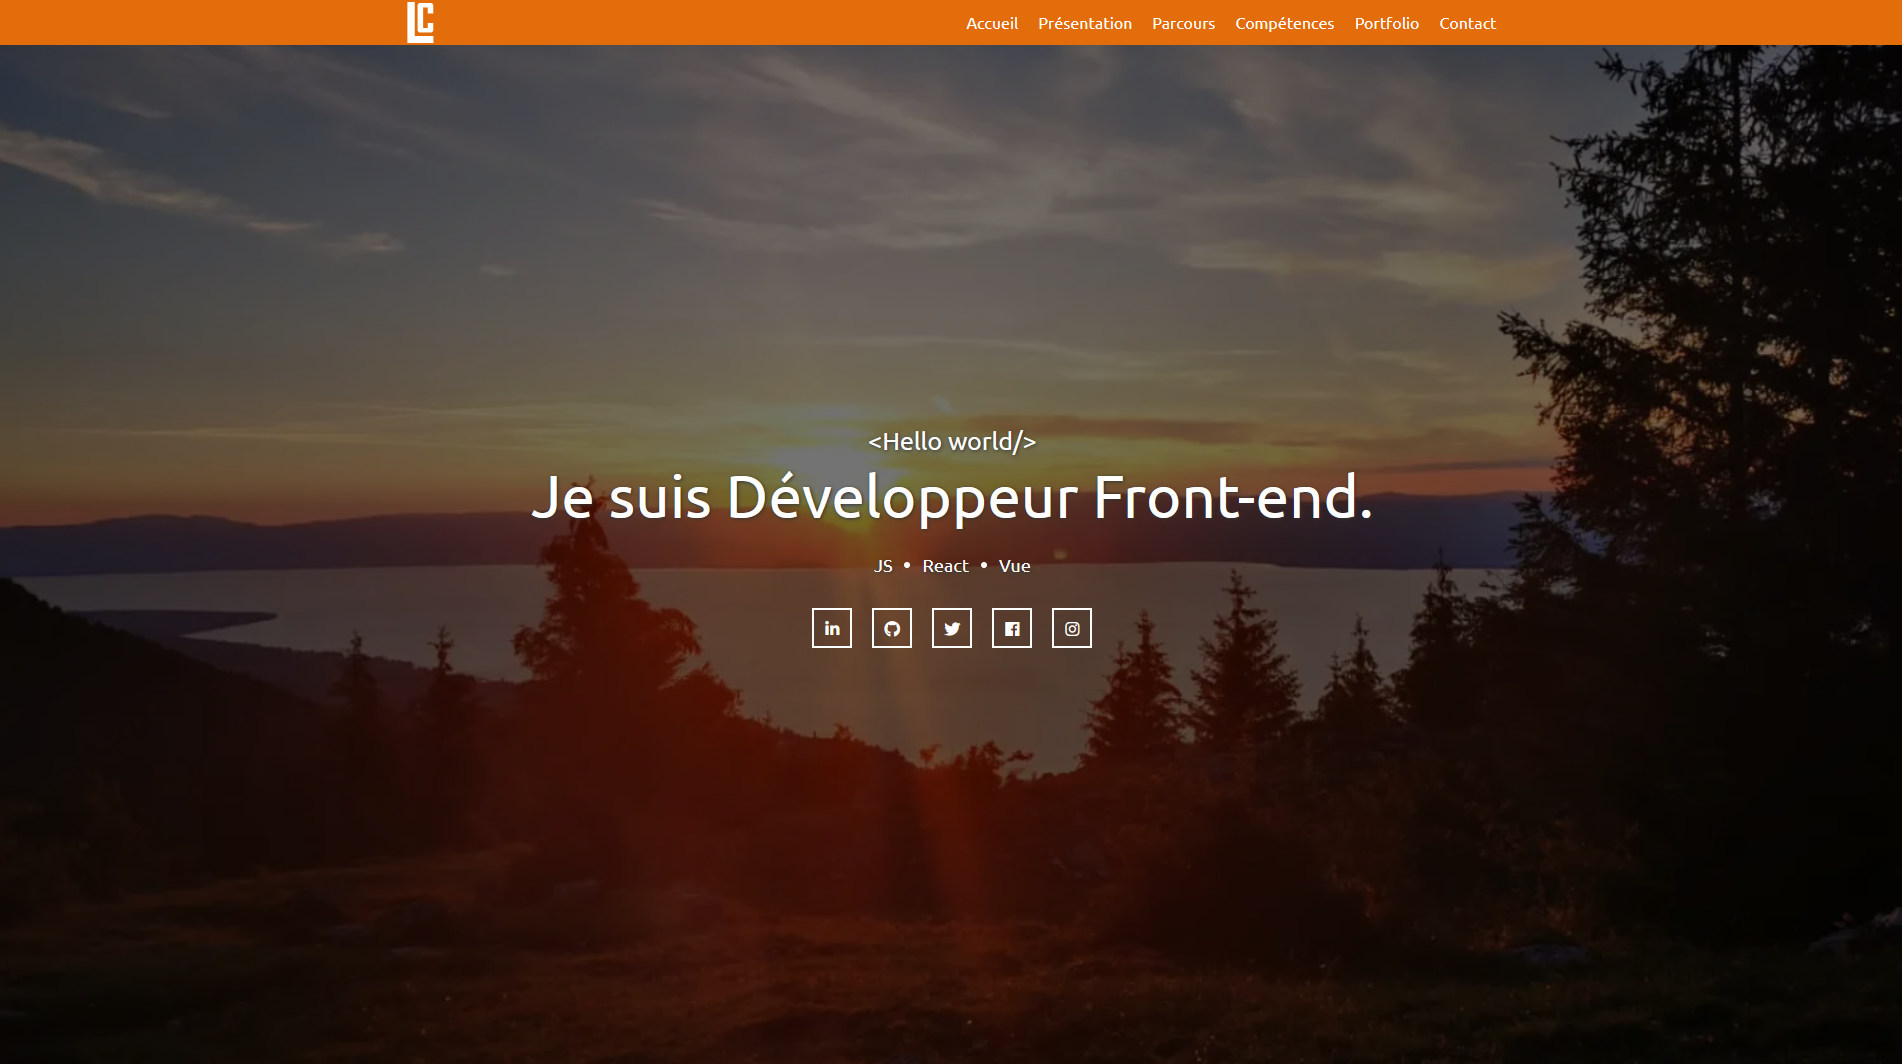 LC
Accueil Présentation Parcours Compétences Portfolio Contact
<Hello world/>
Je suis Développeur Front-end.
JS • React • Vue
in